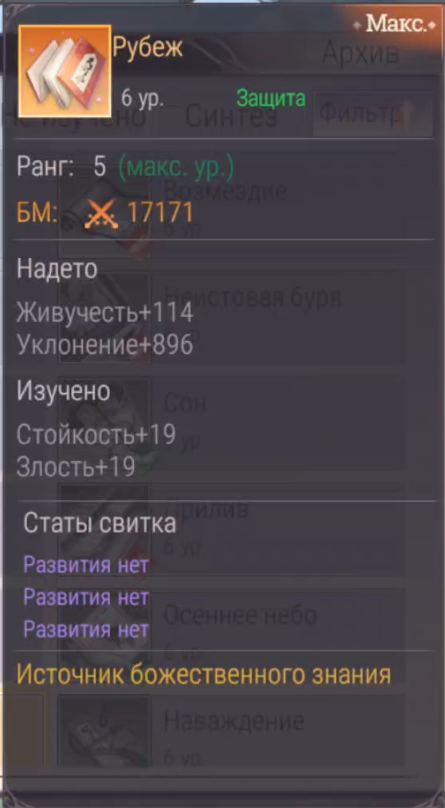 Макс.
Рубеж
Архив
6 ур.
Защита
Не изучено
Синтез
Фильтр
Ранг: 5 (макс. ур.)
Возмездие
6 ур.
БМ: 17171
Надето
Неистовая буря
Живучесть+114
Уклонение+896
Изучено
Сон
Стойкость+19
Злость+19
Прилив
6 ур.
Статы свитка
Развития нет
Развития нет
Осеннее небо
Развития нет
Источник божественного знания
Наваждение
6 ур.